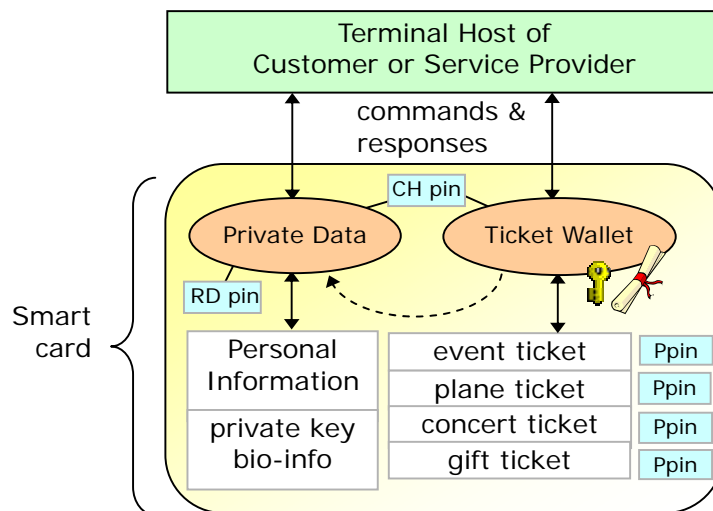 Terminal Host of
Customer or Service Provider
commands &
responses
CH pin
Private Data
Ticket Wallet
RD pin
Smart
card
Personal
Information
private key
bio-info
event ticket
Ppin
plane ticket
Ppin
concert ticket
Ppin
gift ticket
Ppin